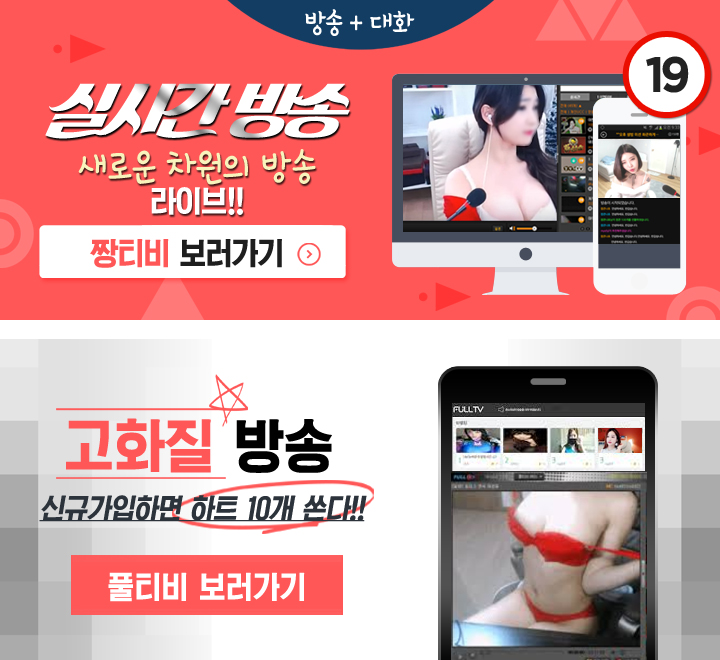 방송 + 대화
19
실시간 방송
새로운 차원의 방송
라이브!!
짱티비 보러가기
FULLTV
고화질 방송
신규가입하면 하트 10개 쏜다!!
풀티비 보러가기